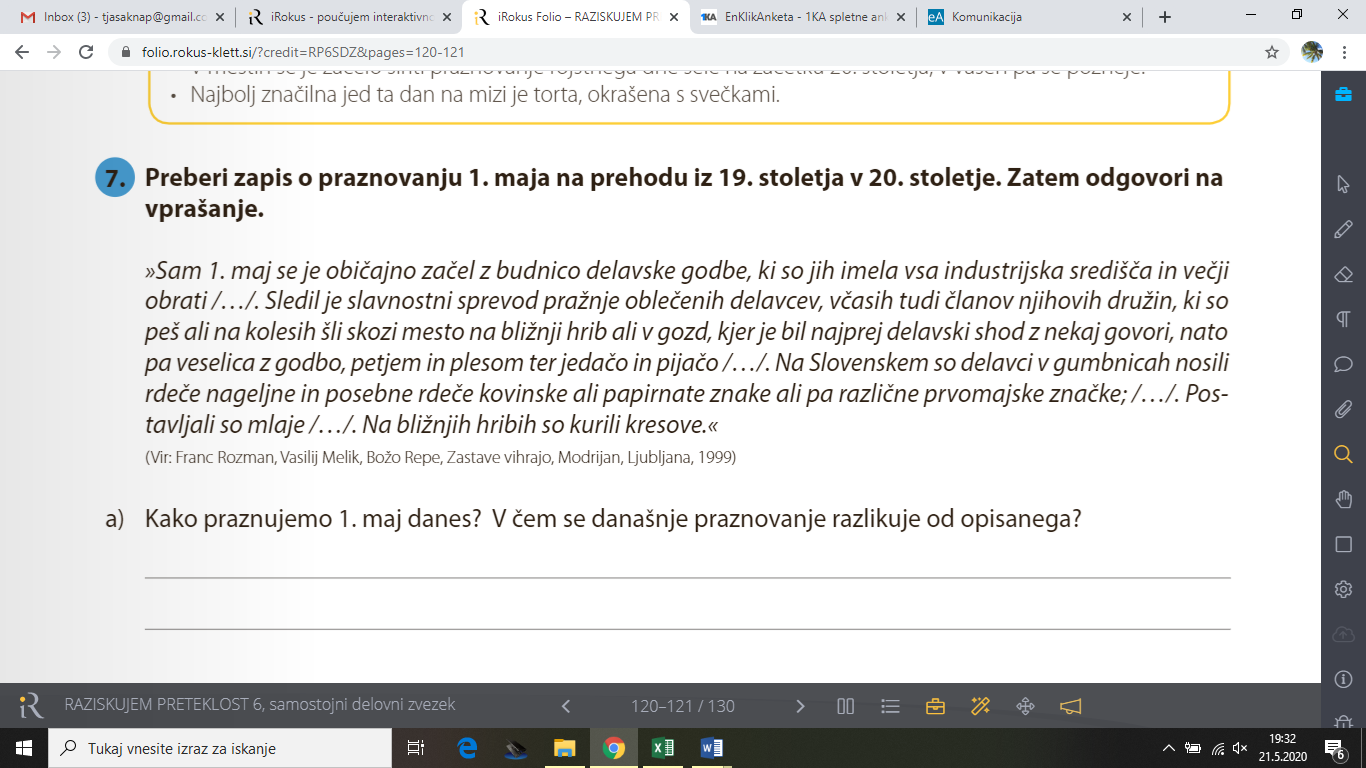 Inbox (3) - tjasaknap@gmail.co
iRokus - poučujem interaktivno
iRokus Folio – RAZISKUJEM PR
1KA EnKlikAnketa - 1KA spletne ank
eA Komunikacija
folio.rokus-klett.si/?credit=RP6SDZ&pages=120-121
• Najbolj značilna jed ta dan na mizi je torta, okrašena s svečkami.
7. Preberi zapis o praznovanju 1. maja na prehodu iz 19. stoletja v 20. stoletje. Zatem odgovori na
vprašanje.
»Sam 1. maj se je običajno začel z budnico delavske godbe, ki so jih imela vsa industrijska središča in večji
obrati /…/. Sledil je slavnostni sprevod pražnje oblečenih delavcev, včasih tudi članov njihovih družin, ki so
peš ali na kolesih šli skozi mesto na bližnji hrib ali v gozd, kjer je bil najprej delavski shod z nekaj govori, nato
pa veselica z godbo, petjem in plesom ter jedačo in pijačo /…/. Na Slovenskem so delavci v gumbnicah nosili
rdeče nageljne in posebne rdeče kovinske ali papirnate znake ali pa različne prvomajske značke; /…/. Pos-
tavljali so mlaje /…/. Na bližnjih hribih so kurili kresove.«
(Vir: Franc Rozman, Vasilij Melik, Božo Repe, Zastave vihrajo, Modrijan, Ljubljana, 1999)
a) Kako praznujemo 1. maj danes? V čem se današnje praznovanje razlikuje od opisanega?
iR RAZISKUJEM PRETEKLOST 6, samostojni delovni zvezek
120–121 / 130
Tukaj vnesite izraz za iskanje
19:32
21.5.2020
6